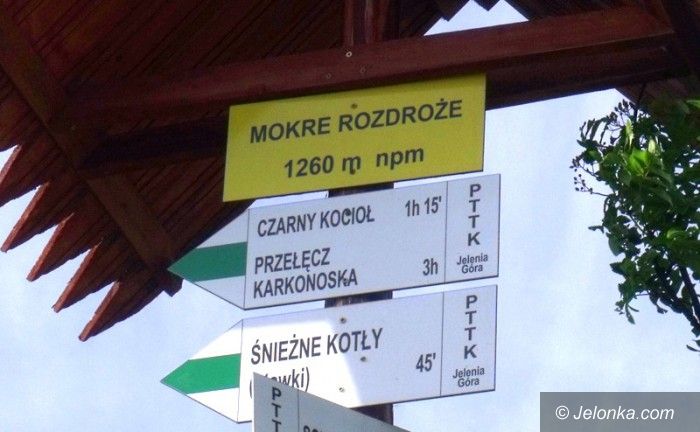 MOKRE ROZDROŻE
1260 m npm
CZARNY KOCIOŁ 1h 15'
PRZEŁĘCZ
KARKONOSKA 3h
PTTK
Jelenia
Góra
ŚNIEŻNE KOTŁY
45'
PTTK
Jelenia
Góra
© Jelonka.com